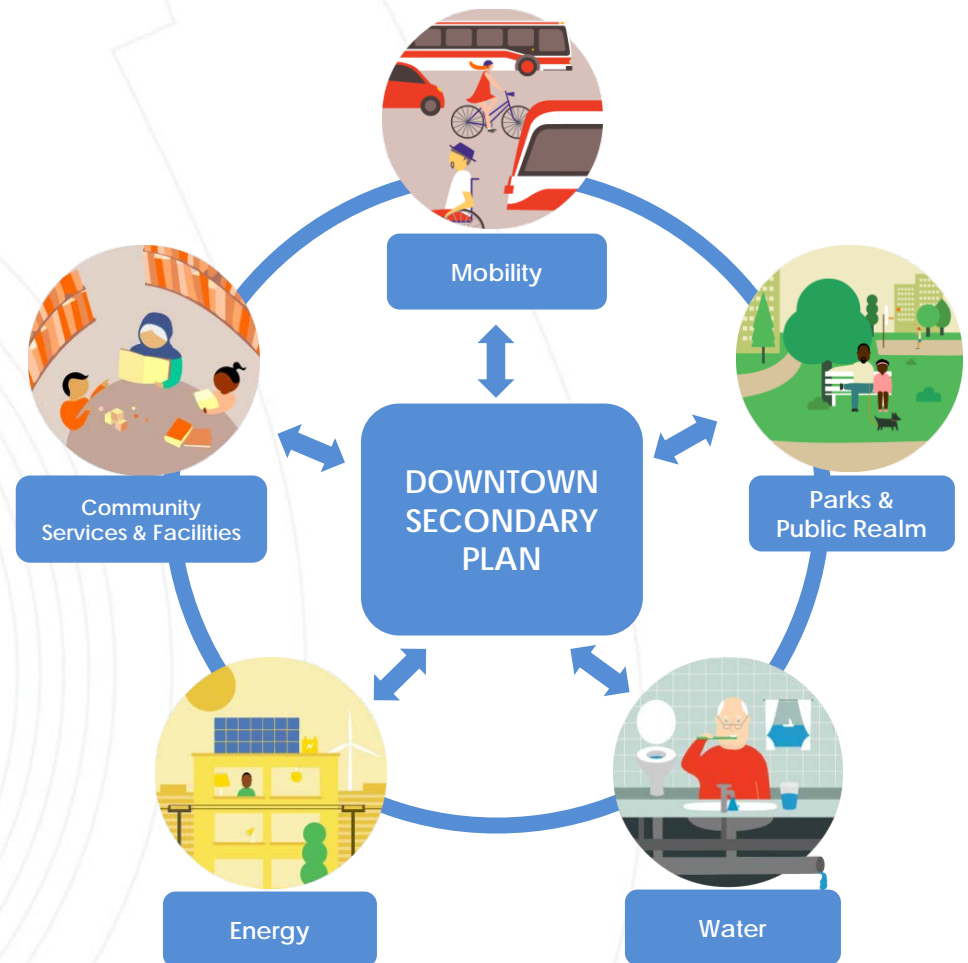 Mobility
Community
Services & Facilities
DOWNTOWN
SECONDARY
PLAN
Parks &
Public Realm
Energy
Water